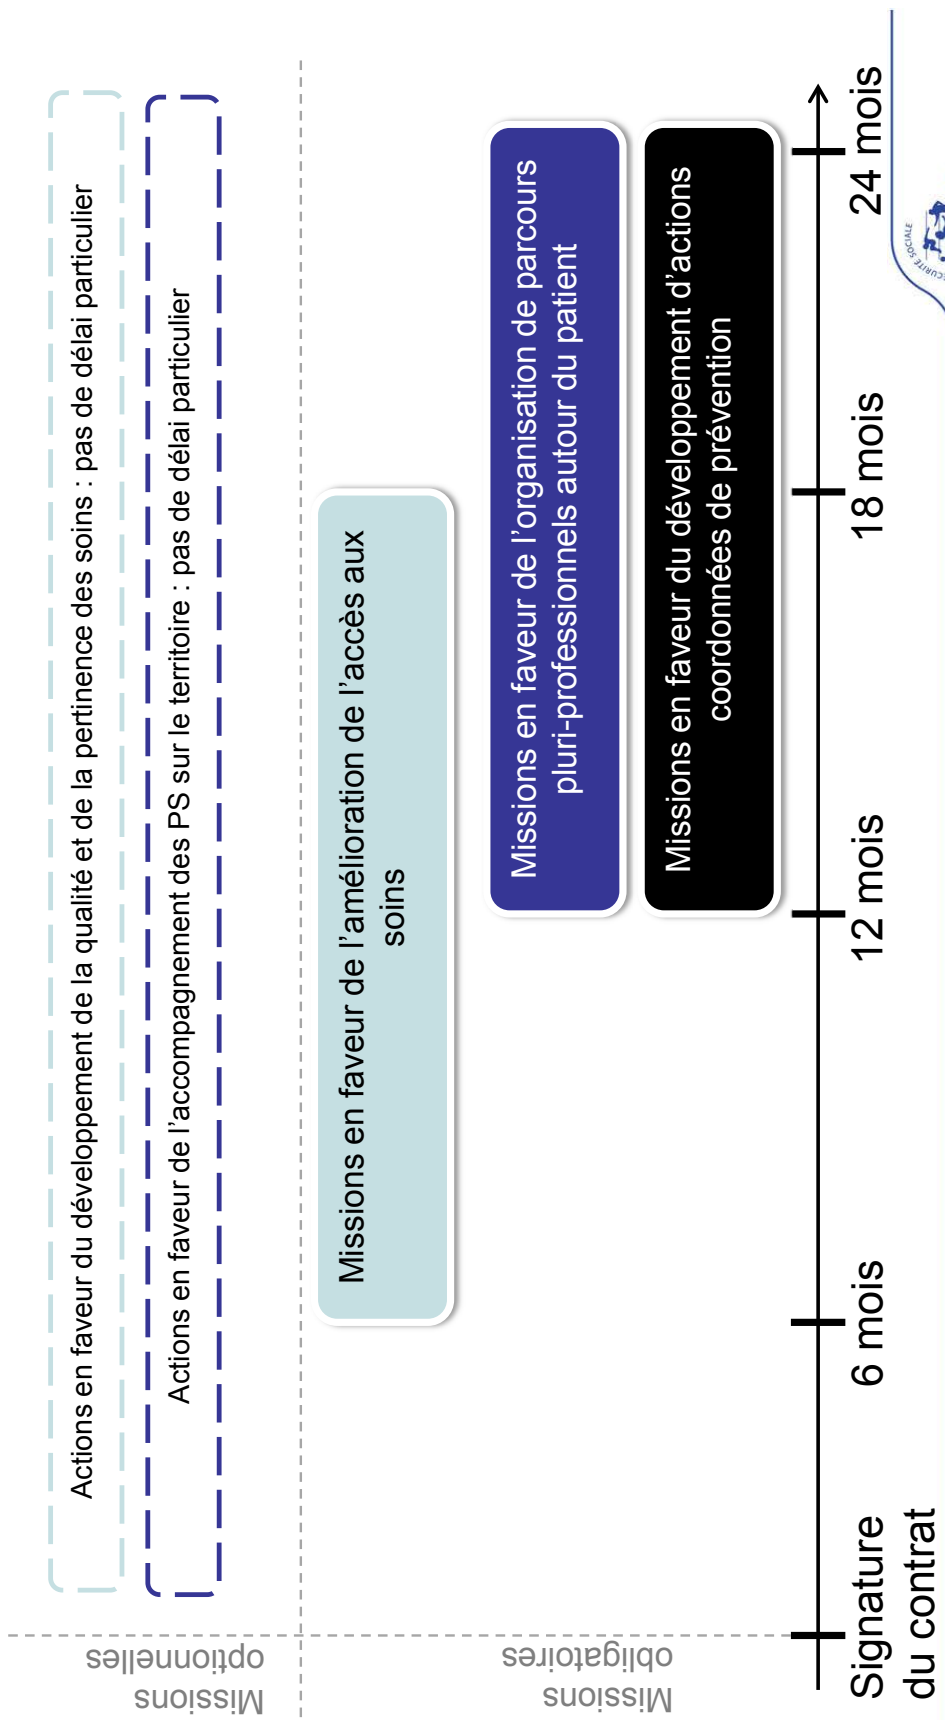 Missions
optionnelles
Actions en faveur du développement de la qualité et de la pertinence des soins : pas de délai particulier
Actions en faveur de l'accompagnement des PS sur le territoire : pas de délai particulier
Missions
obligatoires
Missions en faveur de l'amélioration de l'accès aux
soins
Missions en faveur de l'organisation de parcours
pluri-professionnels autour du patient
Missions en faveur du développement d'actions
coordonnées de prévention
Signature
du contrat
6 mois
12 mois
18 mois
24 mois
SOCIALE